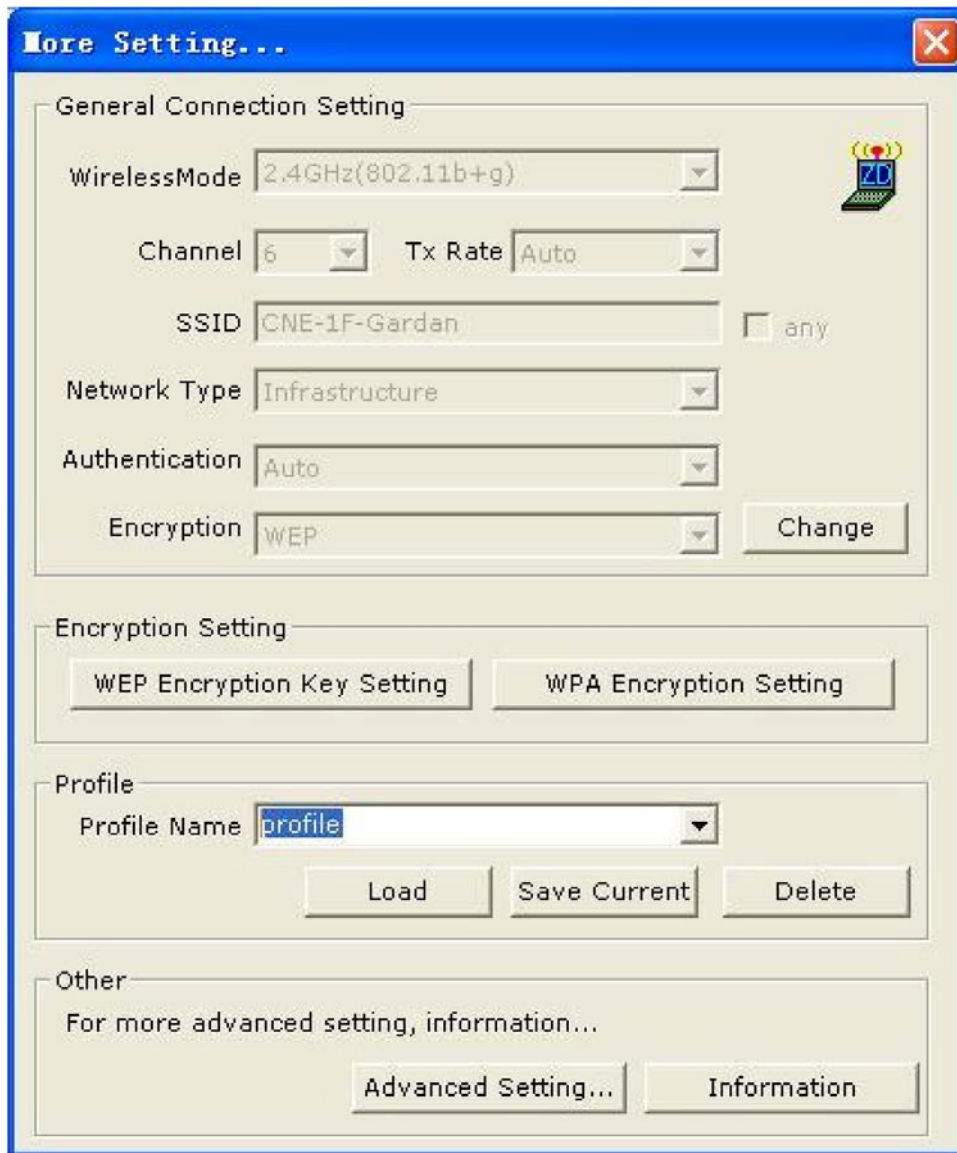 More Setting...
General Connection Setting
WirelessMode 2.4GHz(802.11b+g)
ZD
Channel 6 Tx Rate Auto
SSID CNE-1F-Gardan any
Network Type Infrastructure
Authentication Auto
Encryption WEP Change
Encryption Setting
WEP Encryption Key Setting WPA Encryption Setting
Profile
Profile Name profile
Load Save Current Delete
Other
For more advanced setting, information...
Advanced Setting... Information